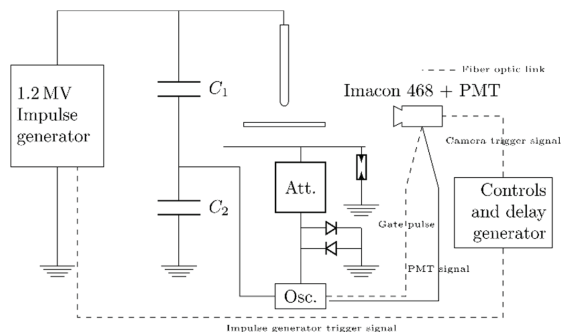 Fiber optic link
1.2 MV
Impulse
generator
C1
Imacon 468 + PMT
Camera trigger signal
Att.
C2
Controls
and delay
generator
Gate pulse
PMT signal
Osc.
Impulse generator trigger signal